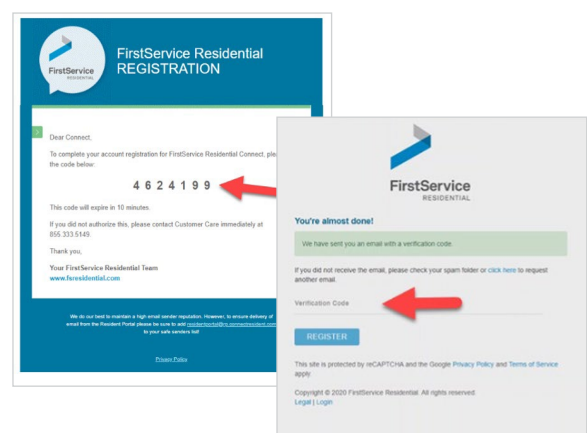 FirstService
RESIDENTIAL
FirstService Residential
REGISTRATION
Dear Connect,
To complete your account registration for FirstService Residential Connect, plea
the code below:
4 6 2 4 1 9 9
This code will expire in 10 minutes.
If you did not authorize this, please contact Customer Care immediately at
855.333.5149.
Thank you,
Your FirstService Residential Team
www.fsresidential.com
We do our best to maintain a high email sender reputation. However, to ensure delivery of
email from the Resident Portal please be sure to add residentportal@rp.connectresident.com
to your safe senders list!
Privacy Policy
FirstService
RESIDENTIAL
You're almost done!
We have sent you an email with a verification code.
If you did not receive the email, please check your spam folder or click here to request
another email.
Verification Code
REGISTER
This site is protected by reCAPTCHA and the Google Privacy Policy and Terms of Service
apply.
Copyright © 2020 FirstService Residential. All rights reserved.
Legal | Login